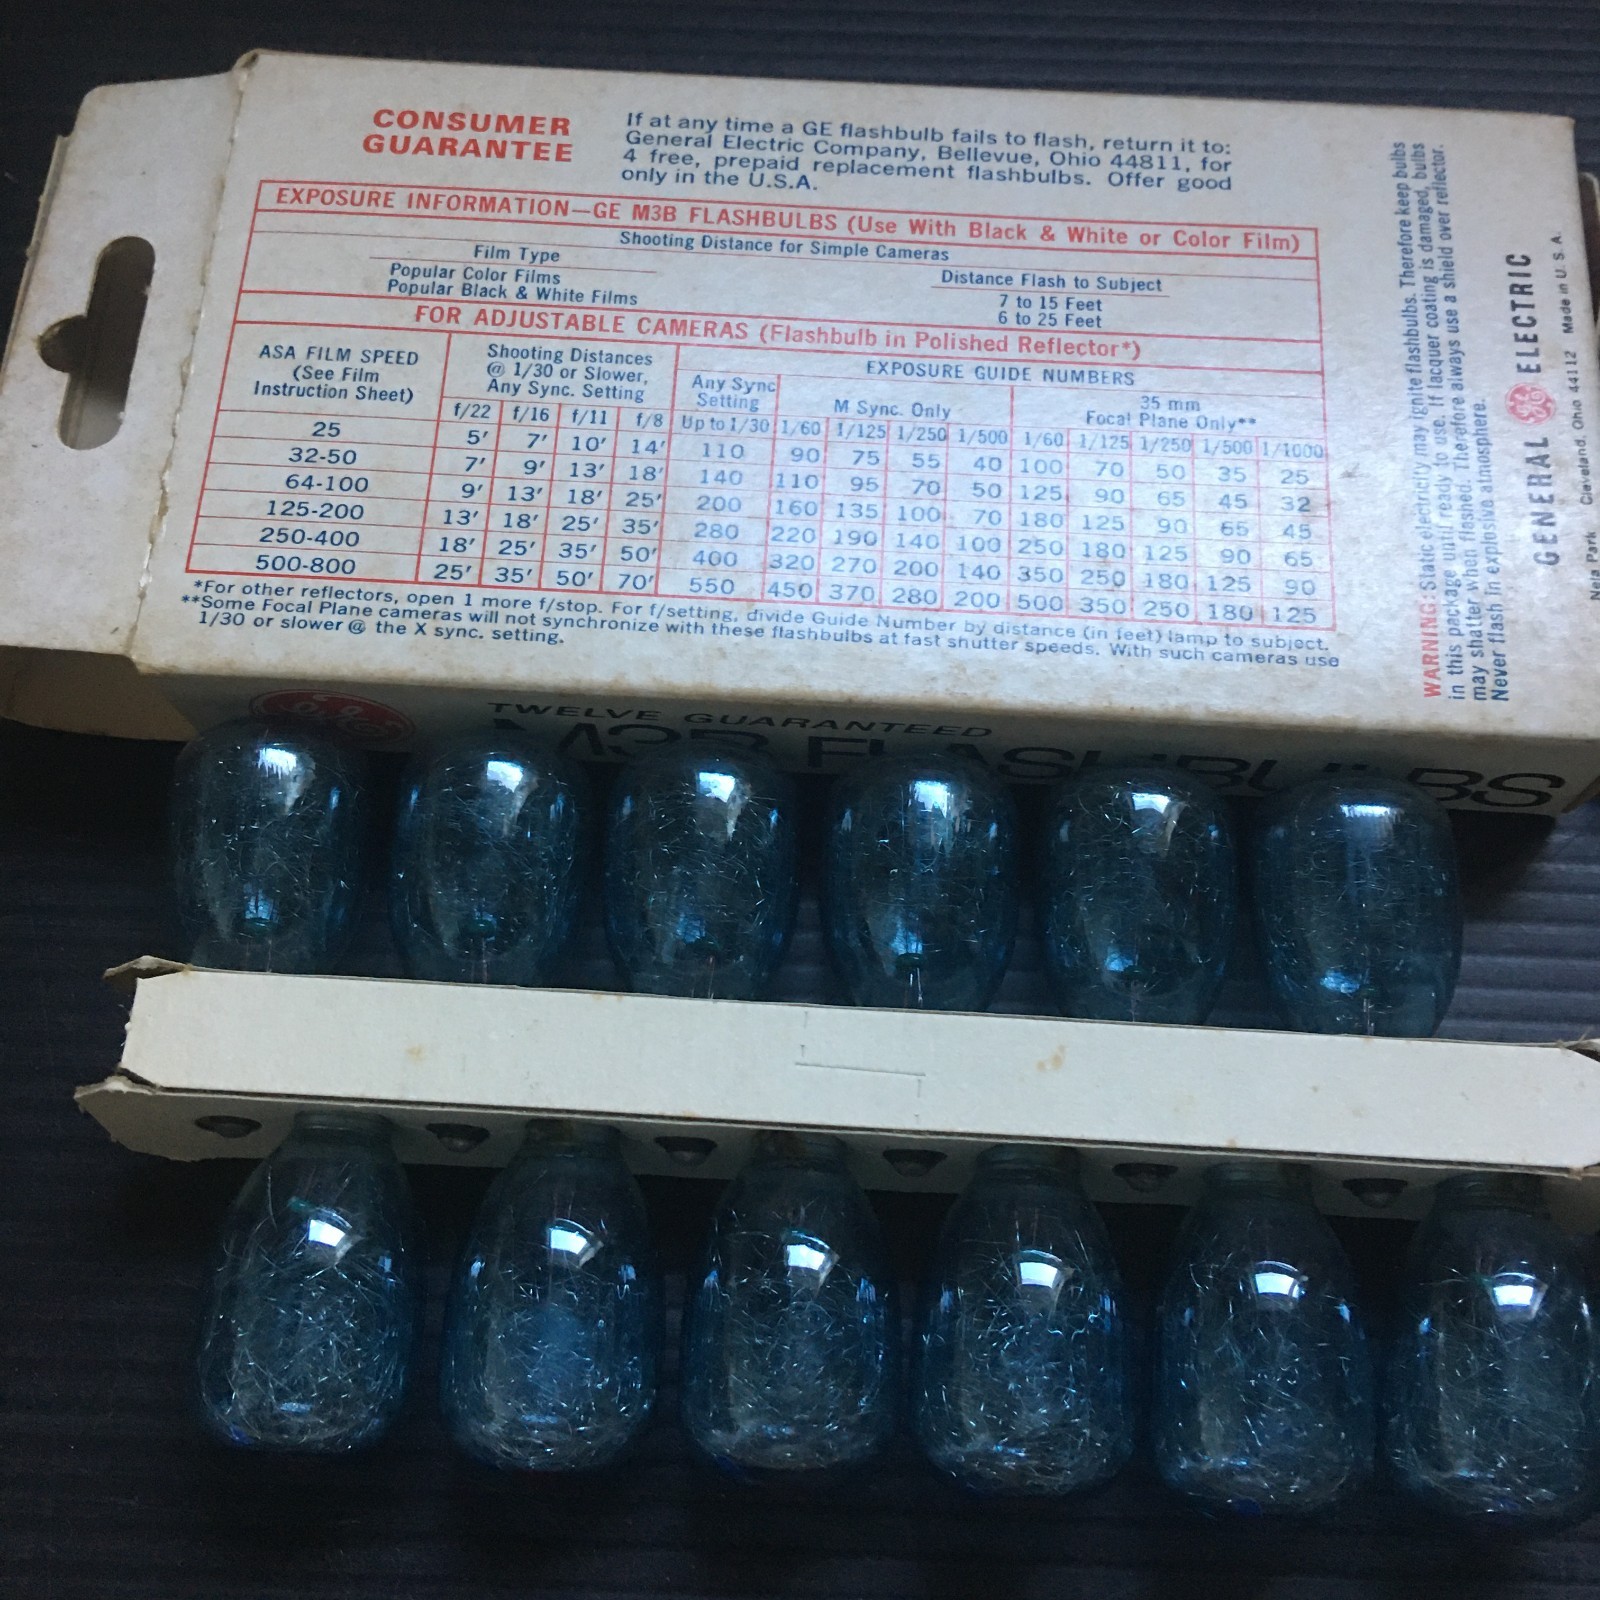 CONSUMER
GUARANTEE
If at any time a GE flashbulb fails to flash, return it to:
General Electric Company, Bellevue, Ohio 44811, for
4 free, prepaid replacement flashbulbs. Offer good
only in the U.S.A.
EXPOSURE INFORMATION—GE M3B FLASHBULBS (Use With Black & White or Color Film)
Shooting Distance for Simple Cameras
Film Type Distance Flash to Subject
Popular Color Films 7 to 15 Feet
Popular Black & White Films 6 to 25 Feet
FOR ADJUSTABLE CAMERAS (Flashbulb in Polished Reflector*)
ASA FILM SPEED
(See Film
Instruction Sheet)
Shooting Distances
@ 1/30 or Slower,
Any Sync. Setting
EXPOSURE GUIDE NUMBERS
Any Sync
Setting
M Sync. Only
35 mm
Focal Plane Only**
f/22 f/16 f/11 f/8 Up to 1/30 1/60 1/125 1/250 1/500 1/60 1/125 1/250 1/500 1/1000
25 5' 7' 10' 14' 110 90 75 55 40 100 70 50 35 25
32-50 7' 9' 13' 18' 140 110 95 70 50 125 90 65 45 32
64-100 9' 13' 18' 25' 200 160 135 100 70 180 125 90 65 45
125-200 13' 18' 25' 35' 280 220 190 140 100 250 180 125 90 65
250-400 18' 25' 35' 50' 400 320 270 200 140 350 250 180 125 90
500-800 25' 35' 50' 70' 550 450 370 280 200 500 350 250 180 125
*For other reflectors, open 1 more f/stop. For f/setting, divide Guide Number by distance (in feet) lamp to subject.
**Some Focal Plane cameras will not synchronize with these flashbulbs at fast shutter speeds. With such cameras use
1/30 or slower @ the X sync. setting.
WARNING: Static electricity may ignite flashbulbs. Therefore keep bulbs
in this package until ready to use. If lacquer coating is damaged, bulbs
may shatter when flashed. Therefore always use a shield over reflector.
Never flash in explosive atmosphere.
GENERAL GE ELECTRIC
Nela Park Cleveland, Ohio 44112 Made in U.S.A.
GE
TWELVE GUARANTEED
M3B FLASHBULBS